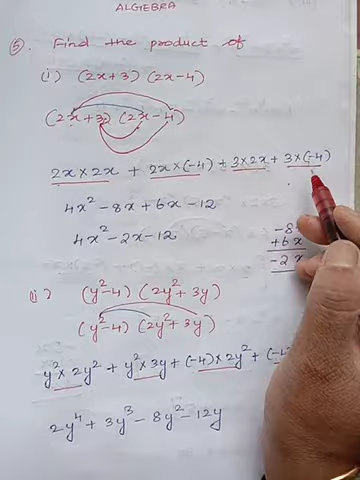 ALGEBRA
⑤. Find the product of
(i) (2x+3) (2x-4)
(2x+3) (2x-4)
2x×2x + 2x×(-4) + 3×2x + 3×(-4)
4x² - 8x + 6x - 12
4x² - 2x - 12
-8
+6x
-2x
(y²-4) (2y²+3y)
(y²-4) (2y²+3y)
y²×2y² + y²×3y + (-4)×2y² + (-4
2y⁴ + 3y³ - 8y² - 12y